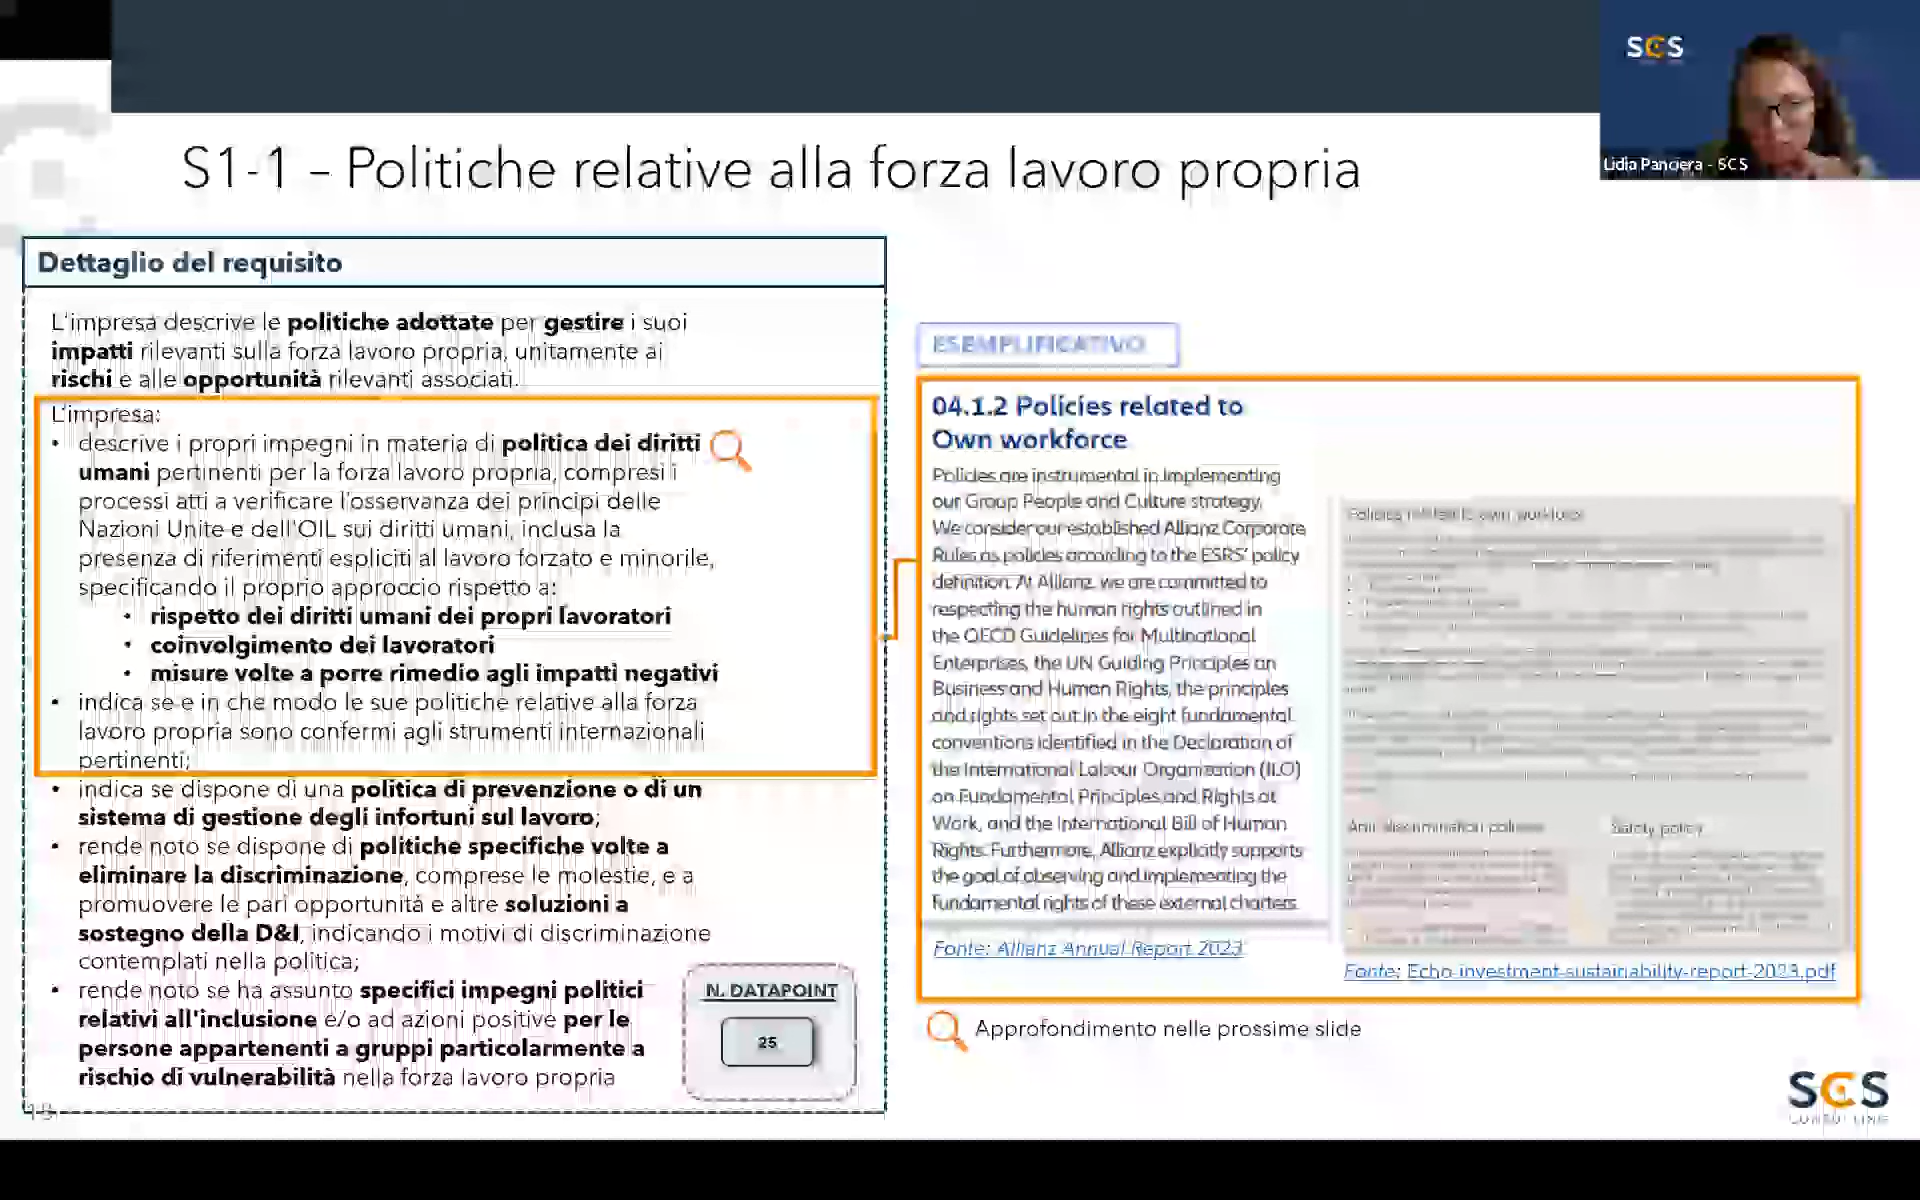 SCS
Lidia Panciera - SCS
S1-1 – Politiche relative alla forza lavoro propria
Dettaglio del requisito
L'impresa descrive le politiche adottate per gestire i suoi
impatti rilevanti sulla forza lavoro propria, unitamente ai
rischi e alle opportunità rilevanti associati.
L'impresa:
• descrive i propri impegni in materia di politica dei diritti
umani pertinenti per la forza lavoro propria, compresi i
processi atti a verificare l'osservanza dei principi delle
Nazioni Unite e dell'OIL sui diritti umani, inclusa la
presenza di riferimenti espliciti al lavoro forzato e minorile,
specificando il proprio approccio rispetto a:
• rispetto dei diritti umani dei propri lavoratori
• coinvolgimento dei lavoratori
• misure volte a porre rimedio agli impatti negativi
• indica se e in che modo le sue politiche relative alla forza
lavoro propria sono confermi agli strumenti internazionali
pertinenti;
• indica se dispone di una politica di prevenzione o di un
sistema di gestione degli infortuni sul lavoro;
• rende noto se dispone di politiche specifiche volte a
eliminare la discriminazione, comprese le molestie, e a
promuovere le pari opportunità e altre soluzioni a
sostegno della D&I, indicando i motivi di discriminazione
contemplati nella politica;
• rende noto se ha assunto specifici impegni politici
relativi all'inclusione e/o ad azioni positive per le
persone appartenenti a gruppi particolarmente a
rischio di vulnerabilità nella forza lavoro propria
N. DATAPOINT
25
ESEMPLIFICATIVO
04.1.2 Policies related to
Own workforce
Policies are instrumental in implementing
our Group People and Culture strategy.
We consider our established Allianz Corporate
Rules as policies according to the ESRS' policy
definition. At Allianz, we are committed to
respecting the human rights outlined in
the OECD Guidelines for Multinational
Enterprises, the UN Guiding Principles on
Business and Human Rights, the principles
and rights set out in the eight fundamental
conventions identified in the Declaration of
the International Labour Organization (ILO)
on Fundamental Principles and Rights at
Work, and the International Bill of Human
Rights. Furthermore, Allianz explicitly supports
the goal of observing and implementing the
fundamental rights of these external charters.
Fonte: Allianz Annual Report 2023
Policies related to own workforce
Anti discrimination policies
Safety policy
Fonte: Echo-investment-sustainability-report-2023.pdf
Approfondimento nelle prossime slide
SCS
CONSULTING